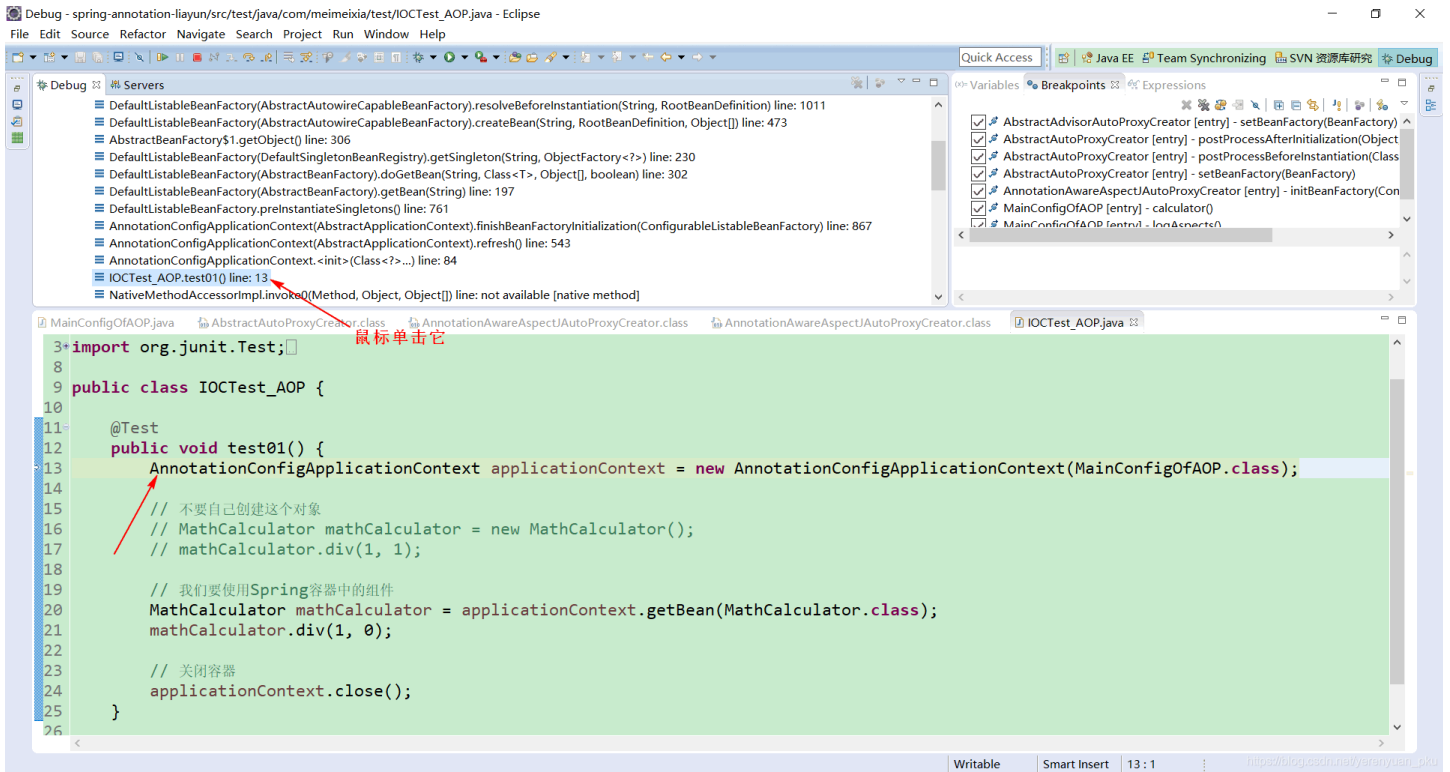 Debug - spring-annotation-liayun/src/test/java/com/meimeixia/test/IOCTest_AOP.java - Eclipse
File Edit Source Refactor Navigate Search Project Run Window Help
Quick Access Java EE Team Synchronizing SVN 资源库研究 Debug
Debug Servers
DefaultListableBeanFactory(AbstractAutowireCapableBeanFactory).resolveBeforeInstantiation(String, RootBeanDefinition) line: 1011
DefaultListableBeanFactory(AbstractAutowireCapableBeanFactory).createBean(String, RootBeanDefinition, Object[]) line: 473
AbstractBeanFactory$1.getObject() line: 306
DefaultListableBeanFactory(DefaultSingletonBeanRegistry).getSingleton(String, ObjectFactory<?>) line: 230
DefaultListableBeanFactory(AbstractBeanFactory).doGetBean(String, Class<T>, Object[], boolean) line: 302
DefaultListableBeanFactory(AbstractBeanFactory).getBean(String) line: 197
DefaultListableBeanFactory.preInstantiateSingletons() line: 761
AnnotationConfigApplicationContext(AbstractApplicationContext).finishBeanFactoryInitialization(ConfigurableListableBeanFactory) line: 867
AnnotationConfigApplicationContext(AbstractApplicationContext).refresh() line: 543
AnnotationConfigApplicationContext.<init>(Class<?>...) line: 84
IOCTest_AOP.test01() line: 13
NativeMethodAccessorImpl.invoke0(Method, Object, Object[]) line: not available [native method]
Variables Breakpoints Expressions
AbstractAdvisorAutoProxyCreator [entry] - setBeanFactory(BeanFactory)
AbstractAutoProxyCreator [entry] - postProcessAfterInitialization(Object
AbstractAutoProxyCreator [entry] - postProcessBeforeInstantiation(Class
AbstractAutoProxyCreator [entry] - setBeanFactory(BeanFactory)
AnnotationAwareAspectJAutoProxyCreator [entry] - initBeanFactory(Con
MainConfigOfAOP [entry] - calculator()
MainConfigOfAOP [entry] - logAspects()
MainConfigOfAOP.java AbstractAutoProxyCreator.class AnnotationAwareAspectJAutoProxyCreator.class AnnotationAwareAspectJAutoProxyCreator.class IOCTest_AOP.java
鼠标单击它
3 import org.junit.Test;
8
9 public class IOCTest_AOP {
10
11 @Test
12 public void test01() {
13 AnnotationConfigApplicationContext applicationContext = new AnnotationConfigApplicationContext(MainConfigOfAOP.class);
14
15 // 不要自己创建这个对象
16 // MathCalculator mathCalculator = new MathCalculator();
17 // mathCalculator.div(1, 1);
18
19 // 我们要使用Spring容器中的组件
20 MathCalculator mathCalculator = applicationContext.getBean(MathCalculator.class);
21 mathCalculator.div(1, 0);
22
23 // 关闭容器
24 applicationContext.close();
25 }
26
Writable Smart Insert 13 : 1
https://blog.csdn.net/yerenyuan_pku